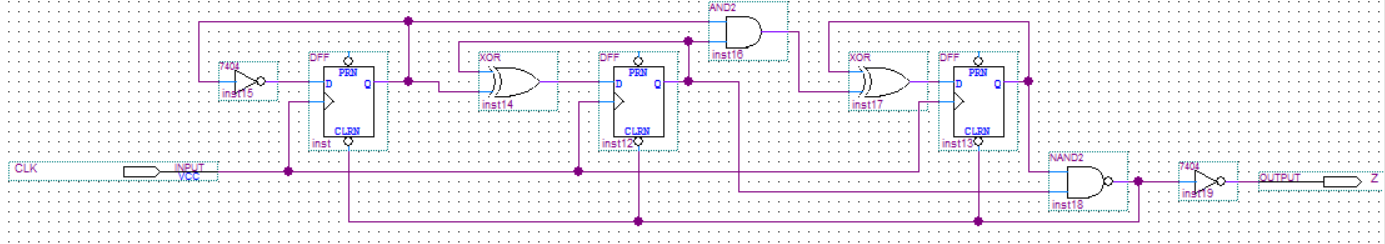 AND2
inst16
7404
inst15
DFF
PRN
D
Q
CLRN
inst
XOR
inst14
DFF
PRN
D
Q
CLRN
inst12
XOR
inst17
DFF
PRN
D
Q
CLRN
inst13
CLK
INPUT
VCC
NAND2
inst18
7404
inst19
OUTPUT
Z